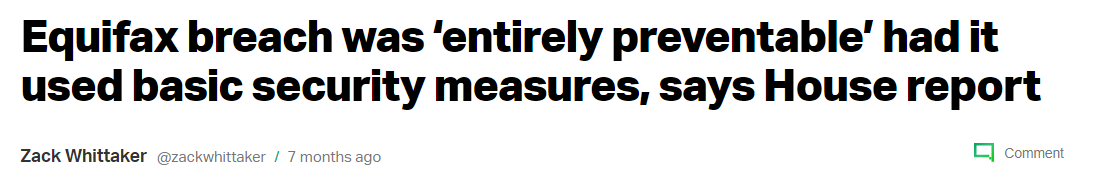 Equifax breach was ‘entirely preventable’ had it
used basic security measures, says House report
Zack Whittaker @zackwhittaker / 7 months ago
Comment